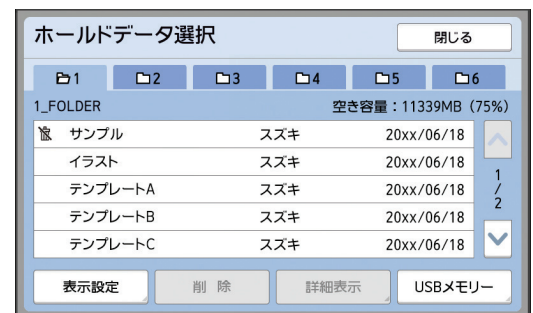 ホールドデータ選択 閉じる
1 2 3 4 5 6
1_FOLDER 空き容量：11339MB（75%）
サンプル スズキ 20xx/06/18
イラスト スズキ 20xx/06/18
テンプレートA スズキ 20xx/06/18
テンプレートB スズキ 20xx/06/18
テンプレートC スズキ 20xx/06/18
1
/
2
表示設定 削 除 詳細表示 USBメモリー